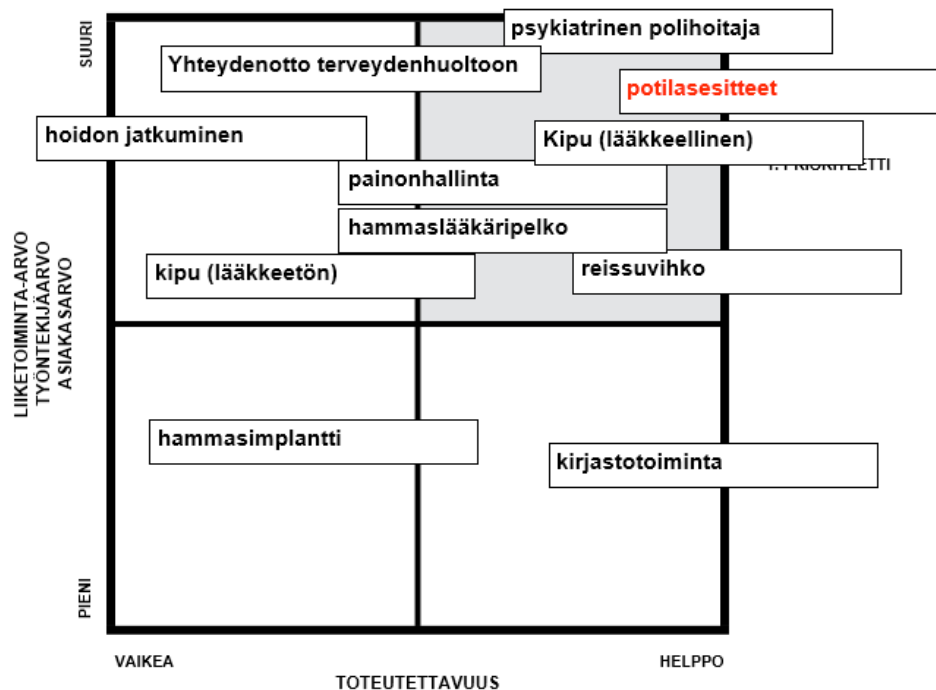 SUURI
psykiatrinen polihoitaja
Yhteydenotto terveydenhuoltoon
potilasesitteet
hoidon jatkuminen
Kipu (lääkkeellinen)
painonhallinta
hammaslääkäripelko
kipu (lääkkeetön)
reissuvihko
LIIKETOIMINTA-ARVO
TYÖNTEKIJÄARVO
ASIAKASARVO
hammasimplantti
kirjastotoiminta
PIENI
VAIKEA
HELPPO
TOTEUTETTAVUUS